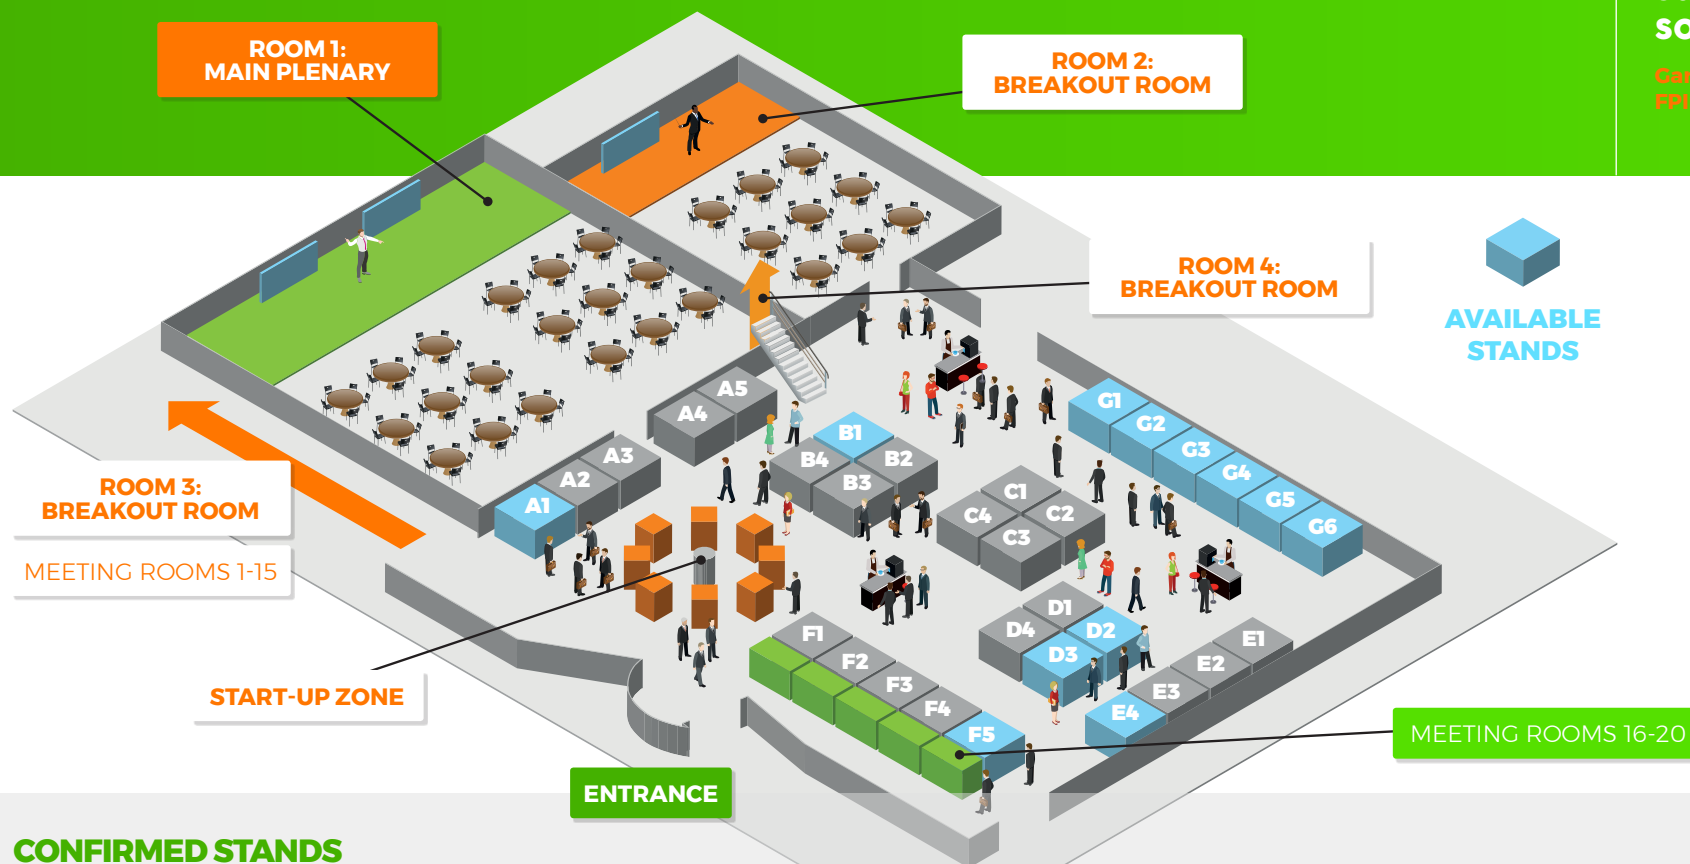 ROOM 1:
MAIN PLENARY
ROOM 2:
BREAKOUT ROOM
ROOM 4:
BREAKOUT ROOM
AVAILABLE
STANDS
ROOM 3:
BREAKOUT ROOM
MEETING ROOMS 1-15
START-UP ZONE
ENTRANCE
MEETING ROOMS 16-20
A1
A2
A3
A4
A5
B1
B2
B3
B4
C1
C2
C3
C4
D1
D2
D3
D4
E1
E2
E3
E4
F1
F2
F3
F4
F5
G1
G2
G3
G4
G5
G6
CONFIRMED STANDS